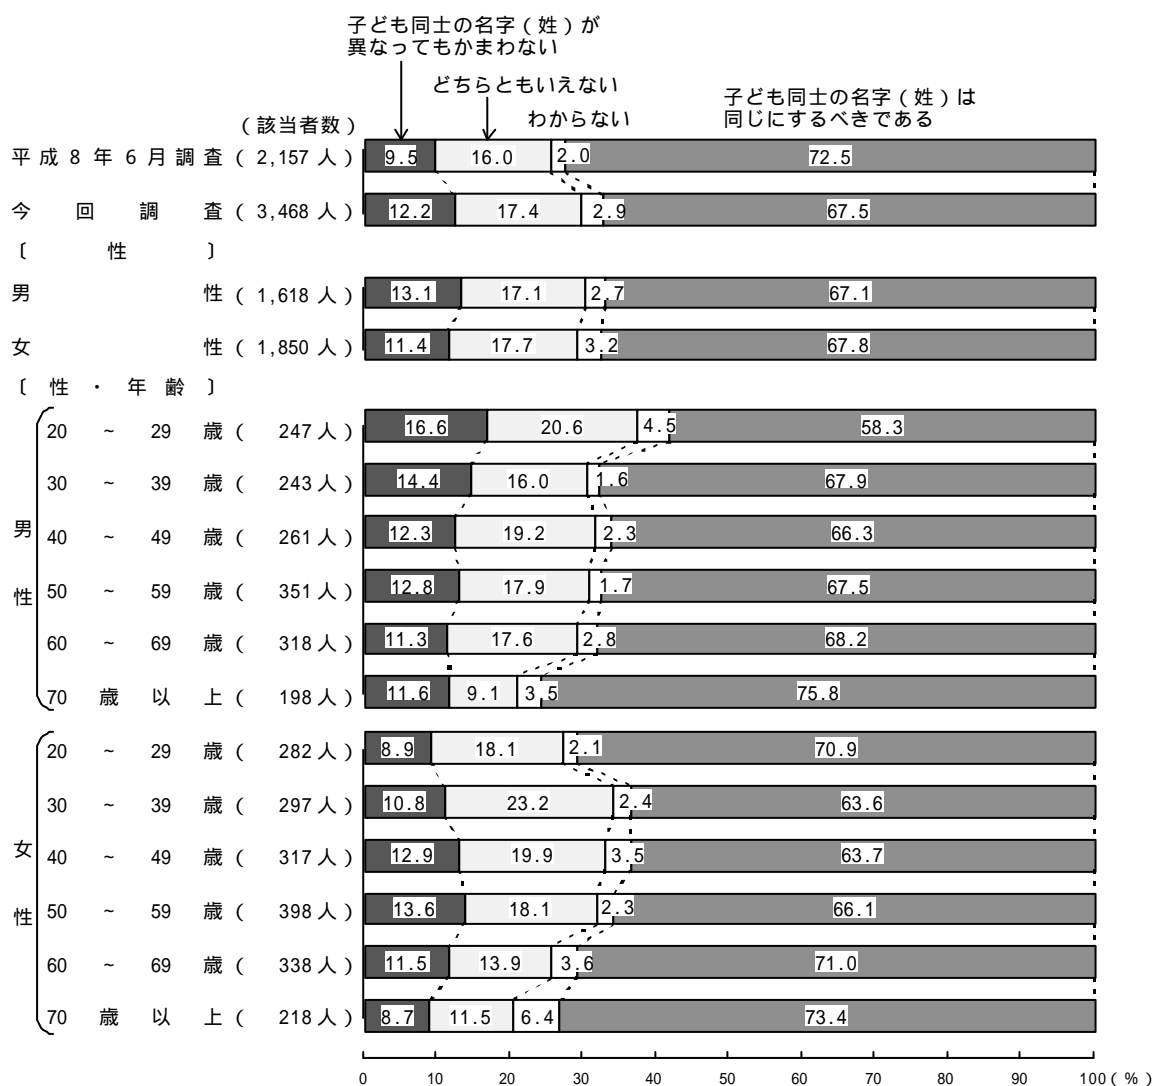 子ども同士の名字(姓)が
異なってもかまわない
どちらともいえない
わからない
子ども同士の名字(姓)は
同じにするべきである
(該当者数)
平成8年6月調査(2,157人) 9.5 16.0 2.0 72.5
今回調査(3,468人) 12.2 17.4 2.9 67.5
〔性〕
男性(1,618人) 13.1 17.1 2.7 67.1
女性(1,850人) 11.4 17.7 3.2 67.8
〔性・年齢〕
男性
20~29歳(247人) 16.6 20.6 4.5 58.3
30~39歳(243人) 14.4 16.0 1.6 67.9
40~49歳(261人) 12.3 19.2 2.3 66.3
50~59歳(351人) 12.8 17.9 1.7 67.5
60~69歳(318人) 11.3 17.6 2.8 68.2
70歳以上(198人) 11.6 9.1 3.5 75.8
女性
20~29歳(282人) 8.9 18.1 2.1 70.9
30~39歳(297人) 10.8 23.2 2.4 63.6
40~49歳(317人) 12.9 19.9 3.5 63.7
50~59歳(398人) 13.6 18.1 2.3 66.1
60~69歳(338人) 11.5 13.9 3.6 71.0
70歳以上(218人) 8.7 11.5 6.4 73.4
0 10 20 30 40 50 60 70 80 90 100(%)